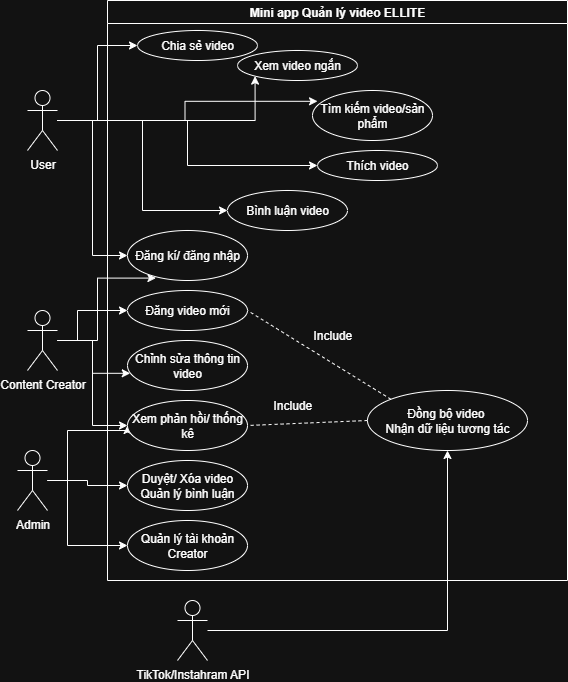 Mini app Quản lý video ELLITE
Chia sẻ video
Xem video ngắn
Tìm kiếm video/sản
phẩm
User
Thích video
Bình luận video
Đăng kí/ đăng nhập
Đăng video mới
Include
Content Creator
Chỉnh sửa thông tin
video
Include
Xem phản hồi/ thống
kê
Đồng bộ video
Nhận dữ liệu tương tác
Admin
Duyệt/ Xóa video
Quản lý bình luận
Quản lý tài khoản
Creator
TikTok/Instahram API